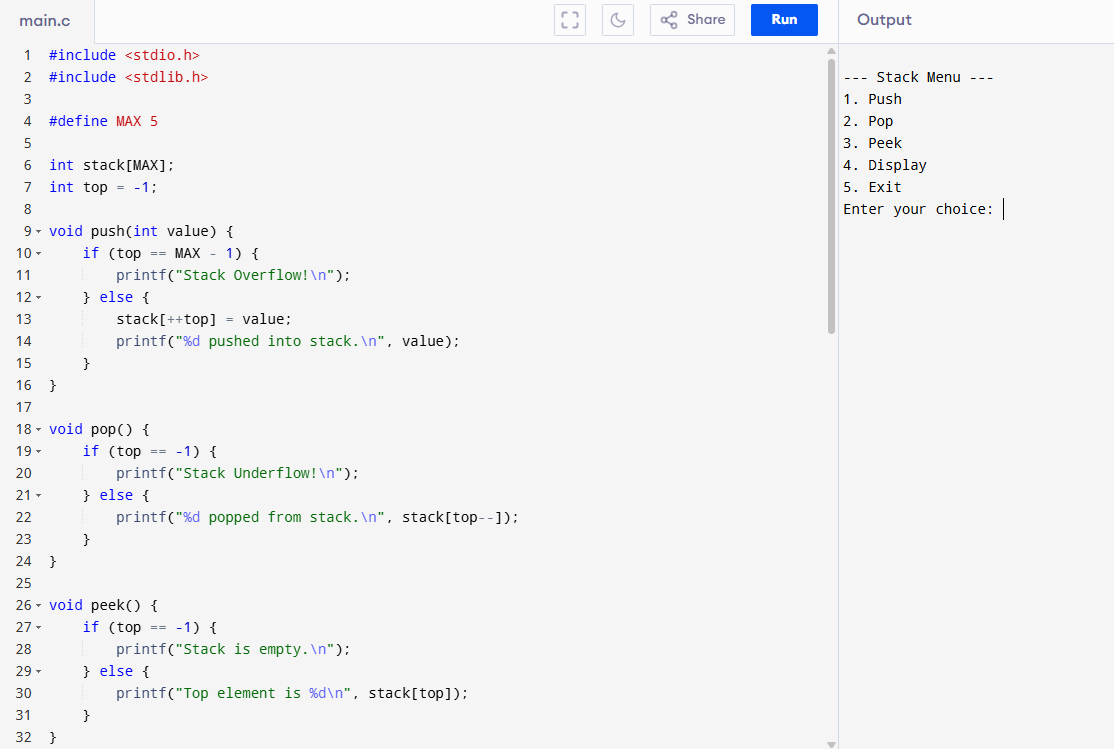 main.c
Share
Run
Output
1 #include <stdio.h>
2 #include <stdlib.h>
3
4 #define MAX 5
5
6 int stack[MAX];
7 int top = -1;
8
9 void push(int value) {
10     if (top == MAX - 1) {
11         printf("Stack Overflow!\n");
12     } else {
13         stack[++top] = value;
14         printf("%d pushed into stack.\n", value);
15     }
16 }
17
18 void pop() {
19     if (top == -1) {
20         printf("Stack Underflow!\n");
21     } else {
22         printf("%d popped from stack.\n", stack[top--]);
23     }
24 }
25
26 void peek() {
27     if (top == -1) {
28         printf("Stack is empty.\n");
29     } else {
30         printf("Top element is %d\n", stack[top]);
31     }
32 }
--- Stack Menu ---
1. Push
2. Pop
3. Peek
4. Display
5. Exit
Enter your choice: